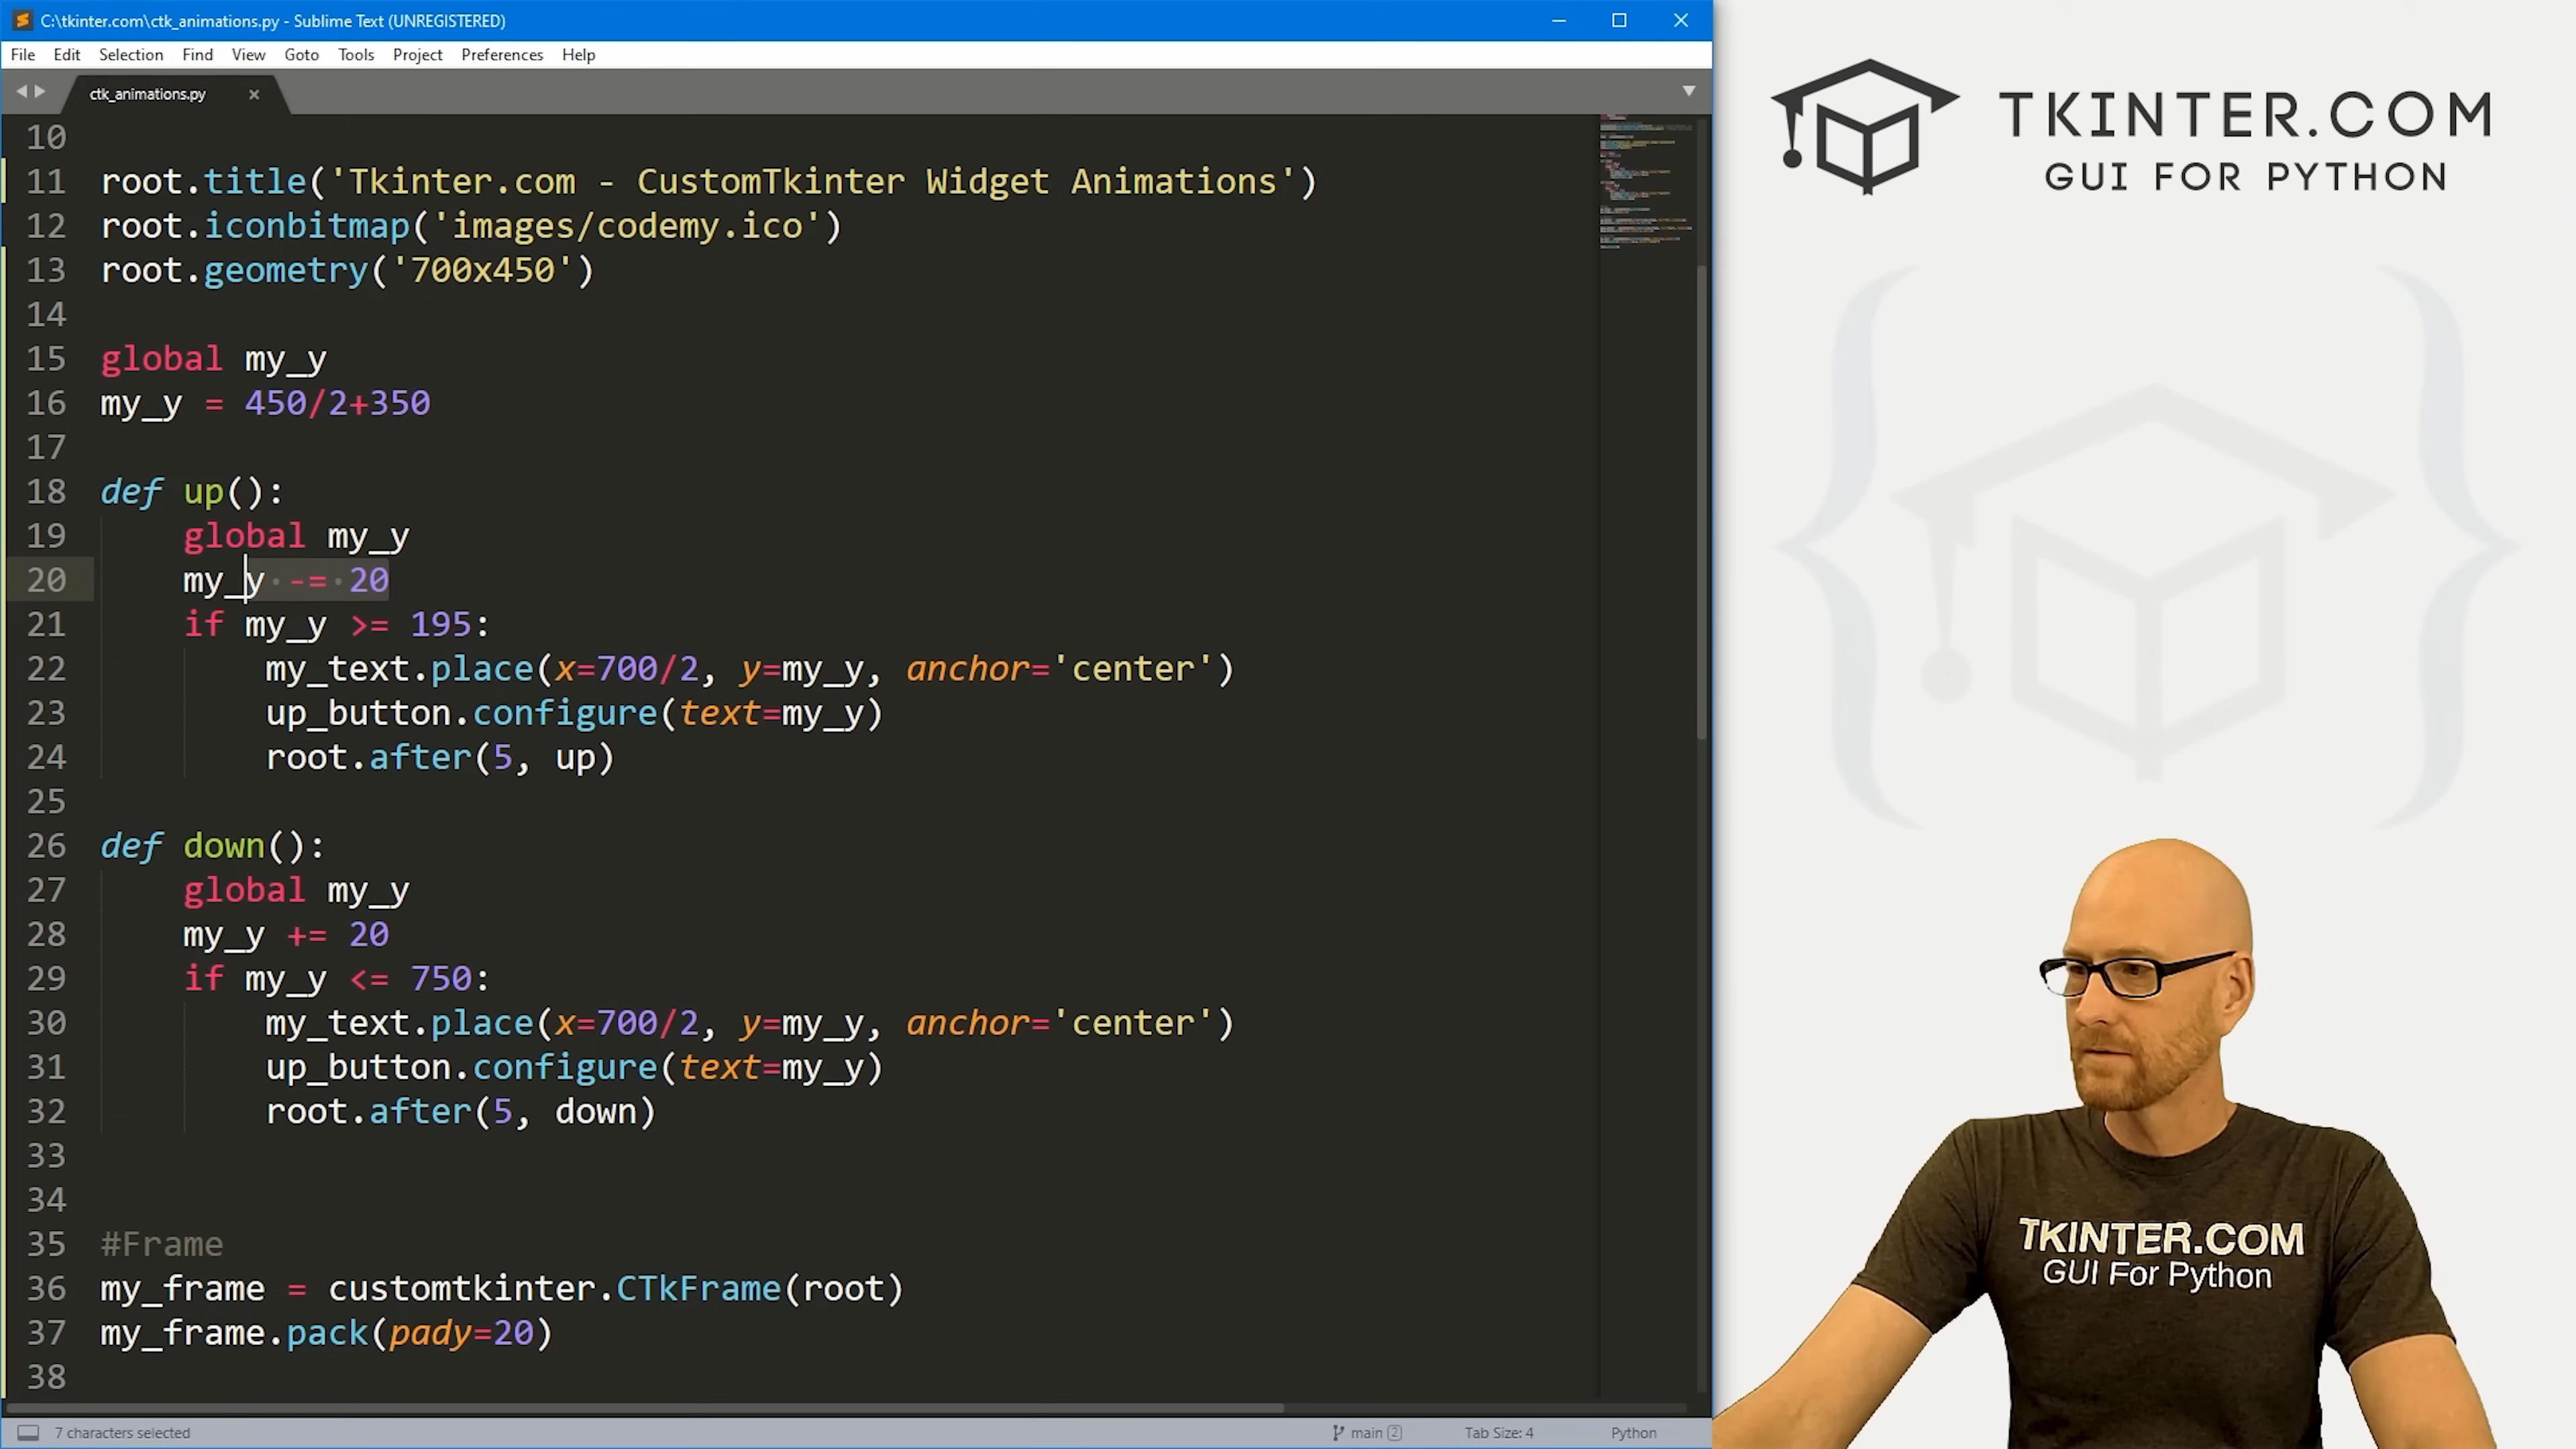 C:\tkinter.com\ctk_animations.py - Sublime Text (UNREGISTERED)
File Edit Selection Find View Goto Tools Project Preferences Help
ctk_animations.py
10
11 root.title('Tkinter.com - CustomTkinter Widget Animations')
12 root.iconbitmap('images/codemy.ico')
13 root.geometry('700x450')
14
15 global my_y
16 my_y = 450/2+350
17
18 def up():
19     global my_y
20     my_y -= 20
21     if my_y >= 195:
22         my_text.place(x=700/2, y=my_y, anchor='center')
23         up_button.configure(text=my_y)
24         root.after(5, up)
25
26 def down():
27     global my_y
28     my_y += 20
29     if my_y <= 750:
30         my_text.place(x=700/2, y=my_y, anchor='center')
31         up_button.configure(text=my_y)
32         root.after(5, down)
33
34
35 #Frame
36 my_frame = customtkinter.CTkFrame(root)
37 my_frame.pack(pady=20)
38
7 characters selected
main 2
Tab Size: 4
Python
TKINTER.COM
GUI FOR PYTHON
TKINTER.COM
GUI For Python